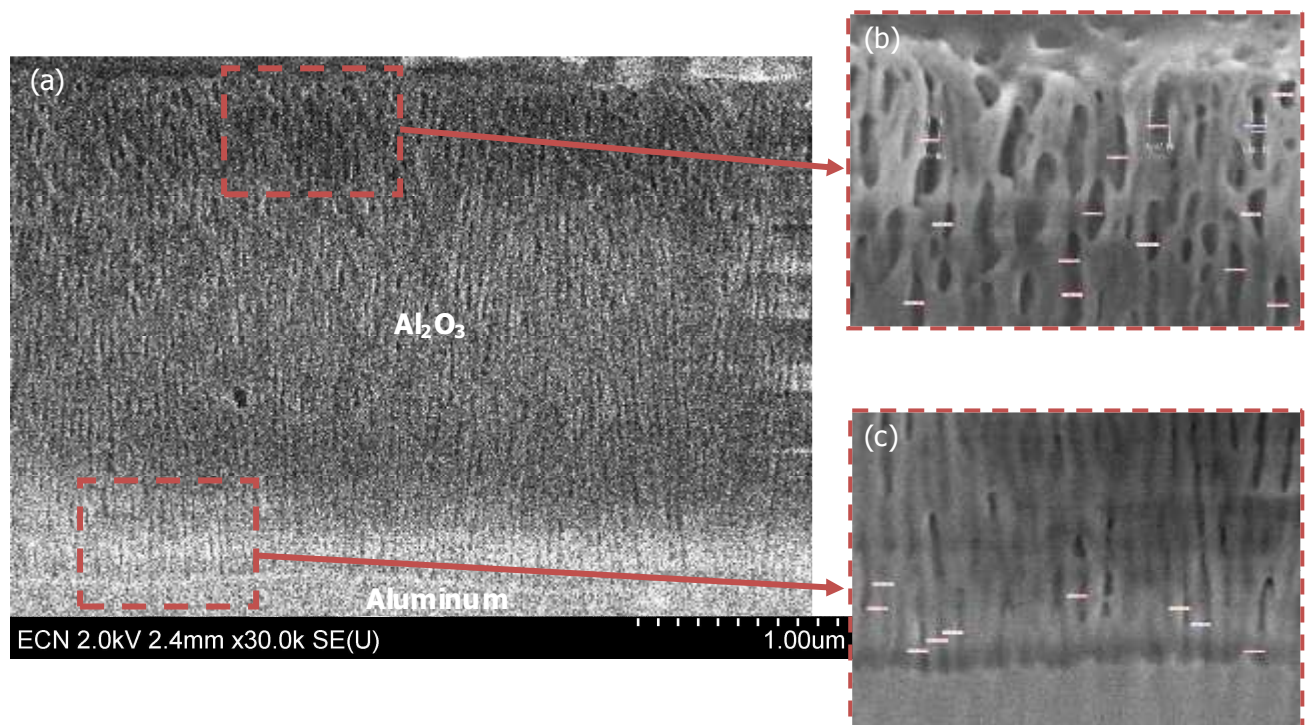 (a)
(b)
Al₂O₃
(c)
Aluminum
ECN 2.0kV 2.4mm x30.0k SE(U)
1.00um